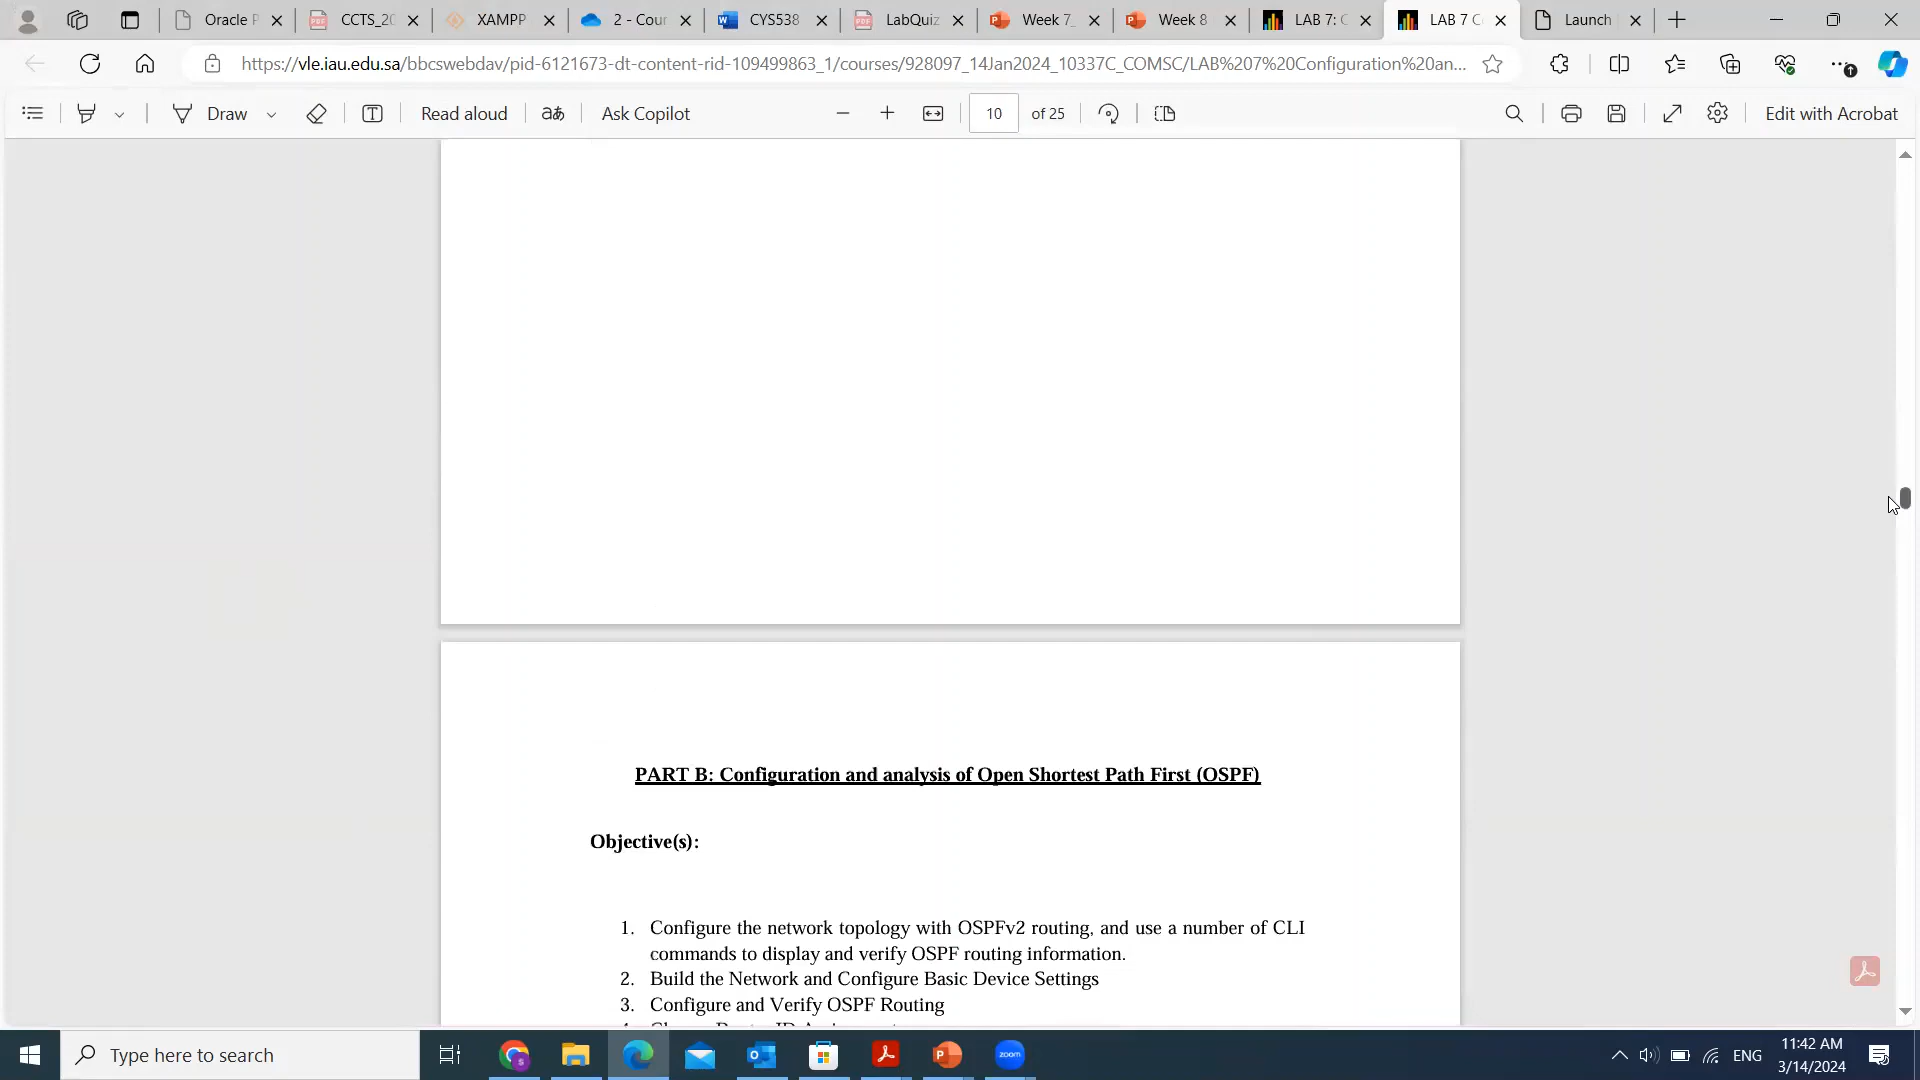 Oracle P
CCTS_20
XAMPP
2 - Cour
CYS538
LabQuiz
Week 7_
Week 8
LAB 7: C
LAB 7 C
Launch
https://vle.iau.edu.sa/bbcswebdav/pid-6121673-dt-content-rid-109499863_1/courses/928097_14Jan2024_10337C_COMSC/LAB%207%20Configuration%20an...
Draw
Read aloud
Ask Copilot
10 of 25
Edit with Acrobat
PART B: Configuration and analysis of Open Shortest Path First (OSPF)
Objective(s):
1. Configure the network topology with OSPFv2 routing, and use a number of CLI
commands to display and verify OSPF routing information.
2. Build the Network and Configure Basic Device Settings
3. Configure and Verify OSPF Routing
Type here to search
zoom
ENG
11:42 AM
3/14/2024